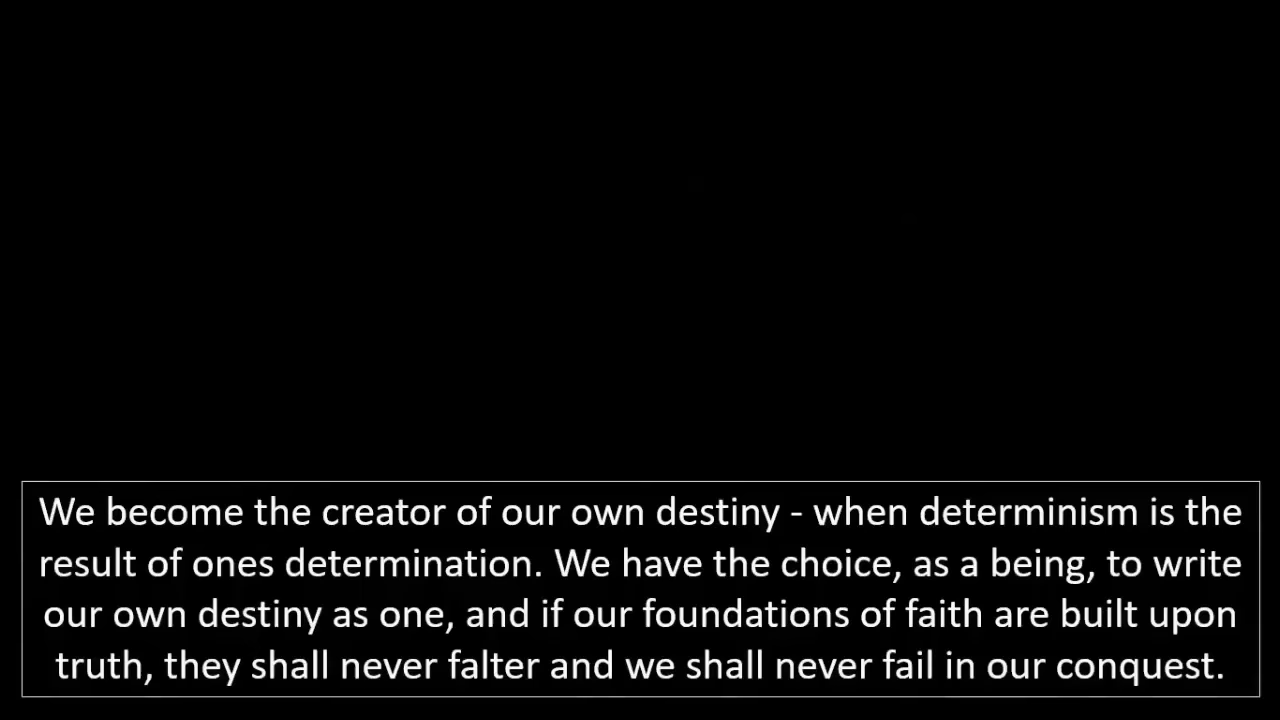 We become the creator of our own destiny - when determinism is the
result of ones determination. We have the choice, as a being, to write
our own destiny as one, and if our foundations of faith are built upon
truth, they shall never falter and we shall never fail in our conquest.